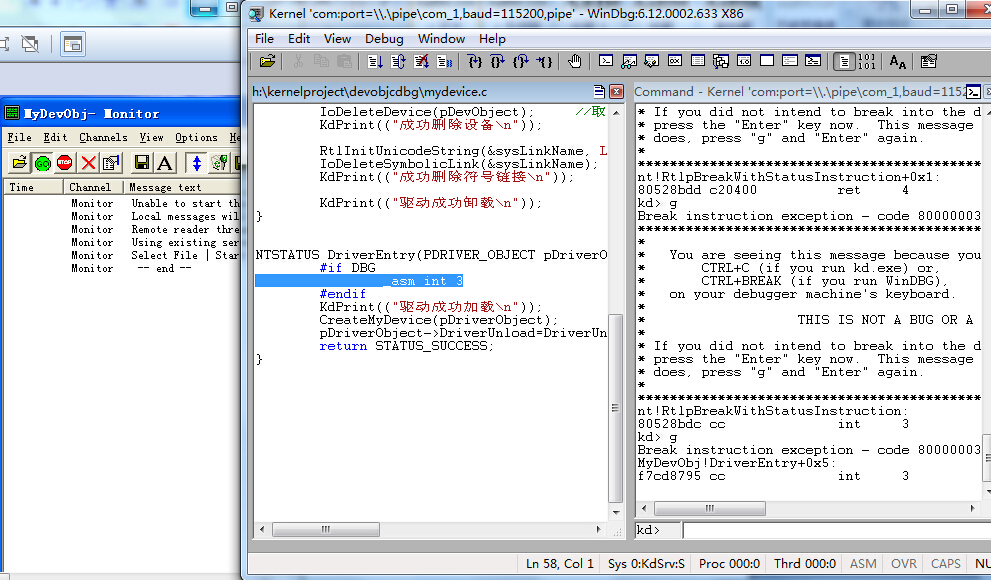 Kernel 'com:port=\\.\pipe\com_1,baud=115200,pipe' - WinDbg:6.12.0002.633 X86
File Edit View Debug Window Help
MyDevObj- Monitor
File Edit Channels View Options He
Time Channel Message text
Monitor Unable to start th
Monitor Local messages wil
Monitor Remote reader thre
Monitor Using existing ser
Monitor Select File | Star
Monitor -- end --
h:\kernelproject\devobjcdbg\mydevice.c
IoDeleteDevice(pDevObject); //取
KdPrint(("成功删除设备\n"));
RtlInitUnicodeString(&sysLinkName, L
IoDeleteSymbolicLink(&sysLinkName);
KdPrint(("成功删除符号链接\n"));
KdPrint(("驱动成功卸载\n"));
}
NTSTATUS DriverEntry(PDRIVER_OBJECT pDriverO
#if DBG
_asm int 3
#endif
KdPrint(("驱动成功加载\n"));
CreateMyDevice(pDriverObject);
pDriverObject->DriverUnload=DriverUn
return STATUS_SUCCESS;
}
Command - Kernel 'com:port=\\.\pipe\com_1,baud=1152
* If you did not intend to break into the d
* press the "Enter" key now. This message
* does, press "g" and "Enter" again.
*
*******************************************
nt!RtlpBreakWithStatusInstruction+0x1:
80528bdd c20400 ret 4
kd> g
Break instruction exception - code 80000003
*******************************************
*
* You are seeing this message because you
* CTRL+C (if you run kd.exe) or,
* CTRL+BREAK (if you run WinDBG),
* on your debugger machine's keyboard.
*
* THIS IS NOT A BUG OR A
*
* If you did not intend to break into the d
* press the "Enter" key now. This message
* does, press "g" and "Enter" again.
*
*******************************************
nt!RtlpBreakWithStatusInstruction:
80528bdc cc int 3
kd> g
Break instruction exception - code 80000003
MyDevObj!DriverEntry+0x5:
f7cd8795 cc int 3
kd>
Ln 58, Col 1 Sys 0:KdSrv:S Proc 000:0 Thrd 000:0 ASM OVR CAPS NU